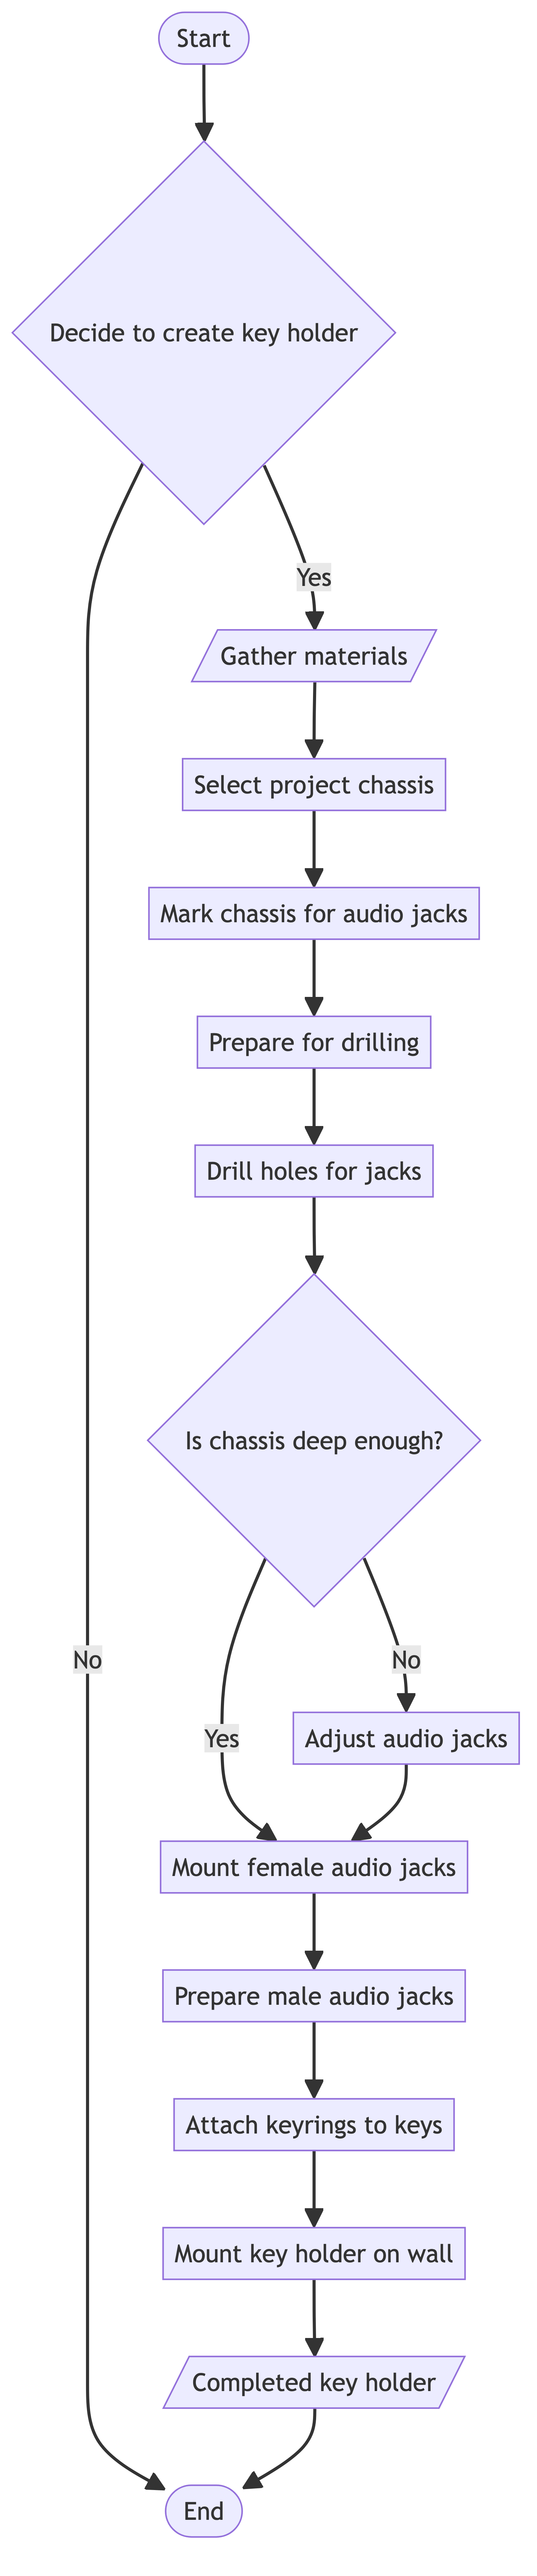 Start
Decide to create key holder
Yes
Gather materials
Select project chassis
Mark chassis for audio jacks
Prepare for drilling
Drill holes for jacks
Is chassis deep enough?
No
No
Yes
Adjust audio jacks
Mount female audio jacks
Prepare male audio jacks
Attach keyrings to keys
Mount key holder on wall
Completed key holder
End